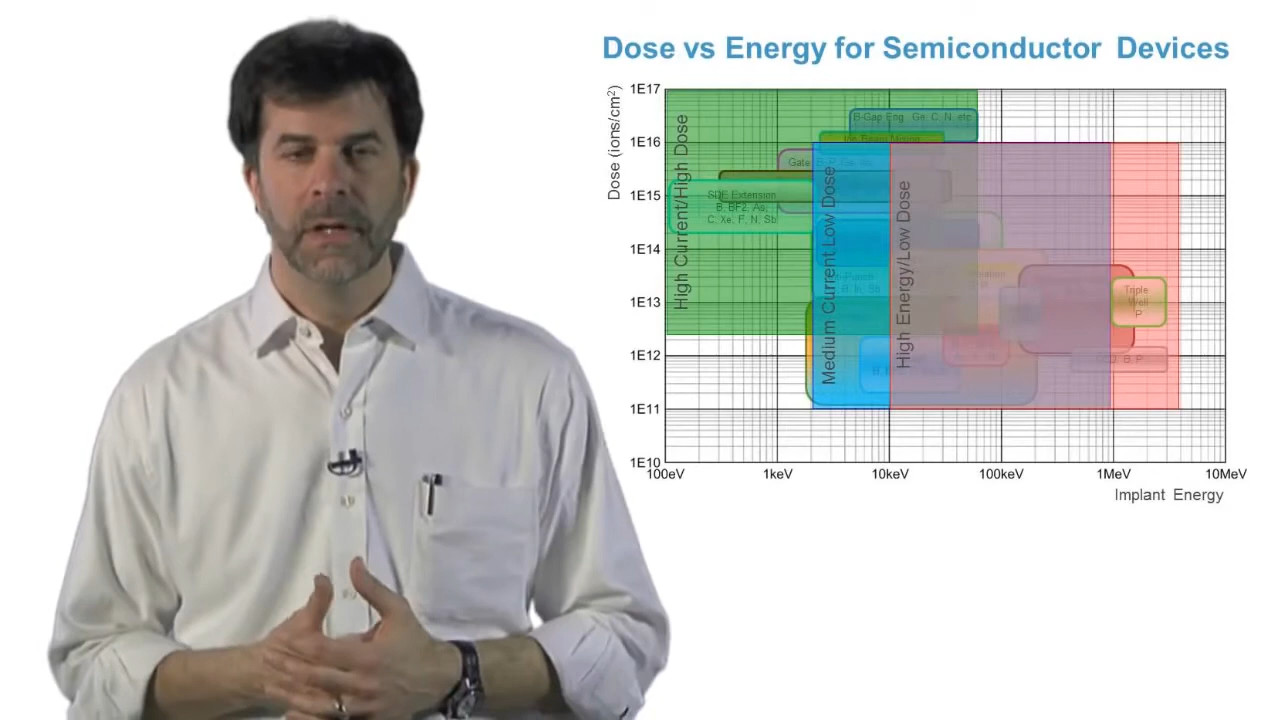 Dose vs Energy for Semiconductor Devices
Dose (ions/cm²)
1E17
1E16
1E15
1E14
1E13
1E12
1E11
1E10
100eV
1keV
10keV
100keV
1MeV
10MeV
Implant Energy
High Current/High Dose
Medium Current Low Dose
High Energy/Low Dose
B-Gap Eng Ge, C, N, etc
Gate
SDE Extension
B, BF2, As,
C, Xe, F, N, Sb
B, In, Sb
Triple
Well
P